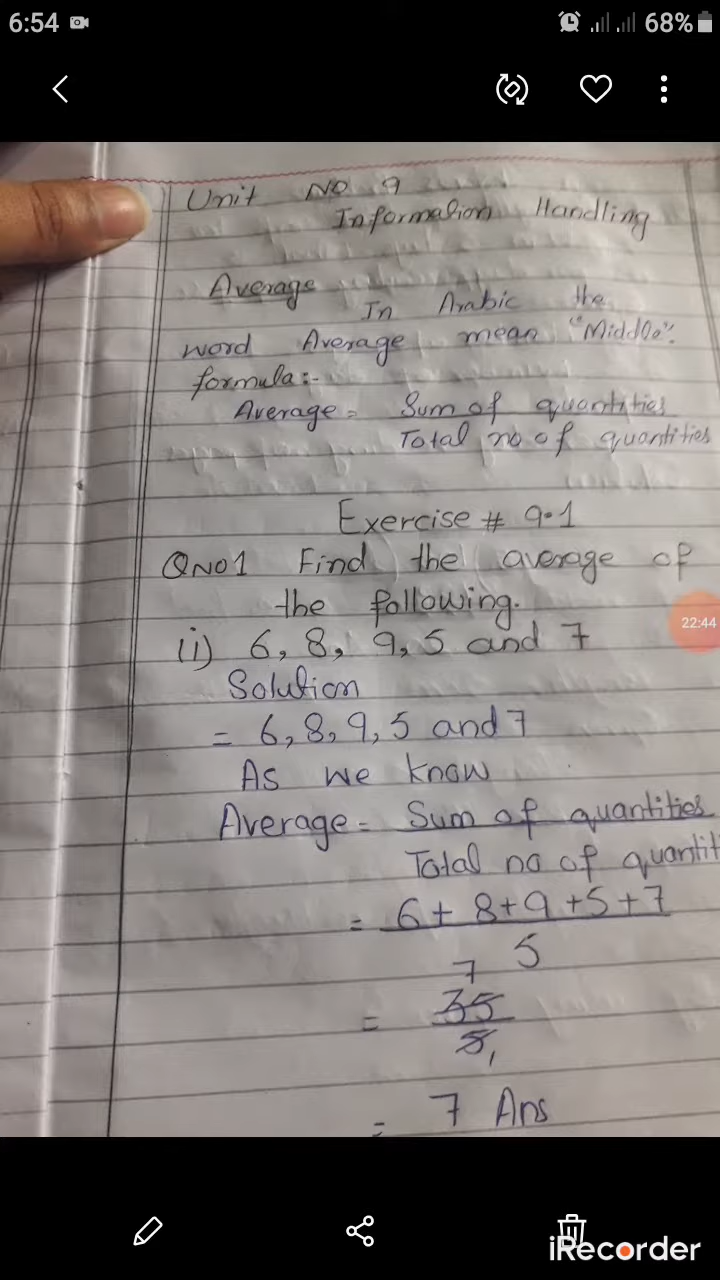 6:54
68%
Unit No 9
Information Handling
Average
In Arabic the
word Average mean "Middle".
formula:-
Average = Sum of quantities
Total no of quantities
Exercise # 9.1
QNO1 Find the average of
the following.
(i) 6, 8, 9, 5 and 7
22:44
Solution
= 6, 8, 9, 5 and 7
As we know
Average = Sum of quantities
Total no of quantit
= 6 + 8 + 9 + 5 + 7
5
7
= 35
5 1
= 7 Ans
iRecorder